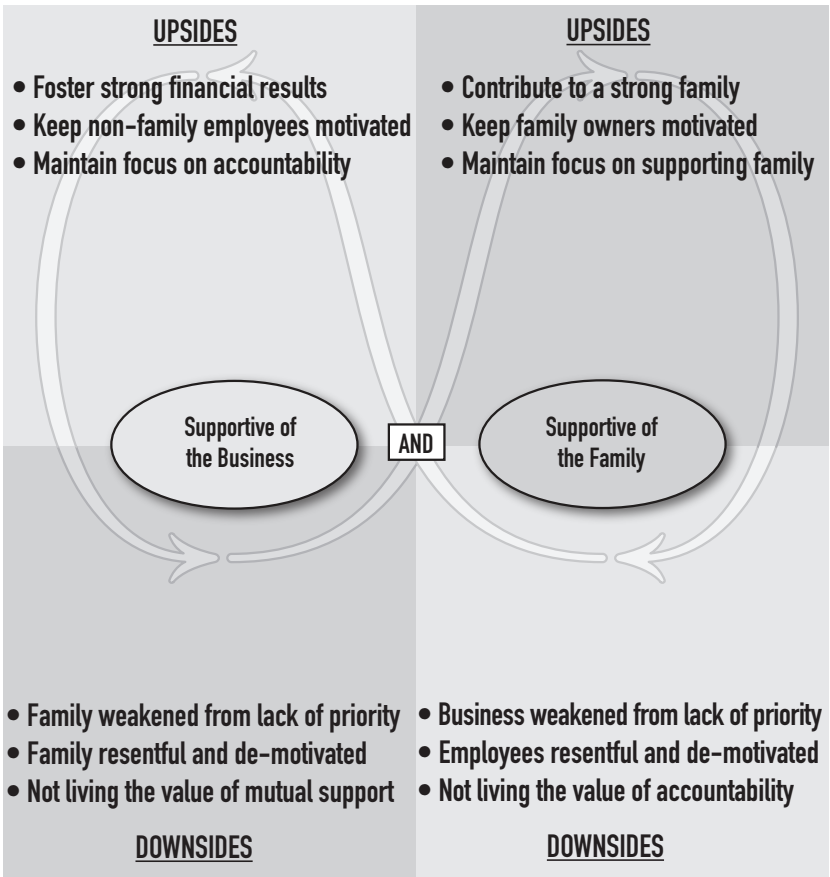 UPSIDES
• Foster strong financial results
• Keep non-family employees motivated
• Maintain focus on accountability
UPSIDES
• Contribute to a strong family
• Keep family owners motivated
• Maintain focus on supporting family
Supportive of
the Business
AND
Supportive of
the Family
• Family weakened from lack of priority
• Family resentful and de-motivated
• Not living the value of mutual support
DOWNSIDES
• Business weakened from lack of priority
• Employees resentful and de-motivated
• Not living the value of accountability
DOWNSIDES